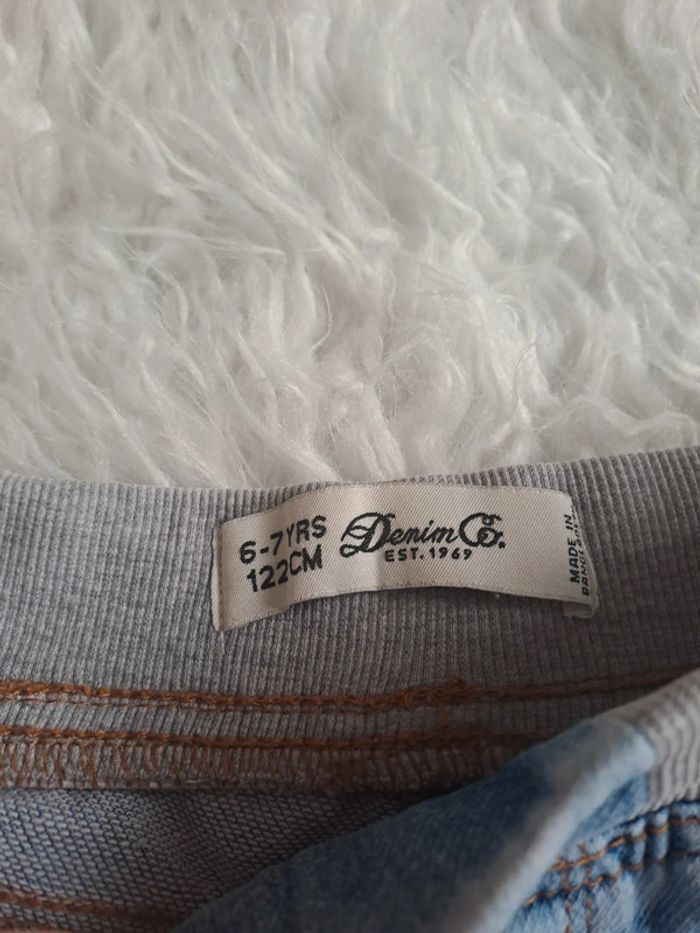 6-7YRS
122CM
Denim Co.
EST.1969
MADE IN